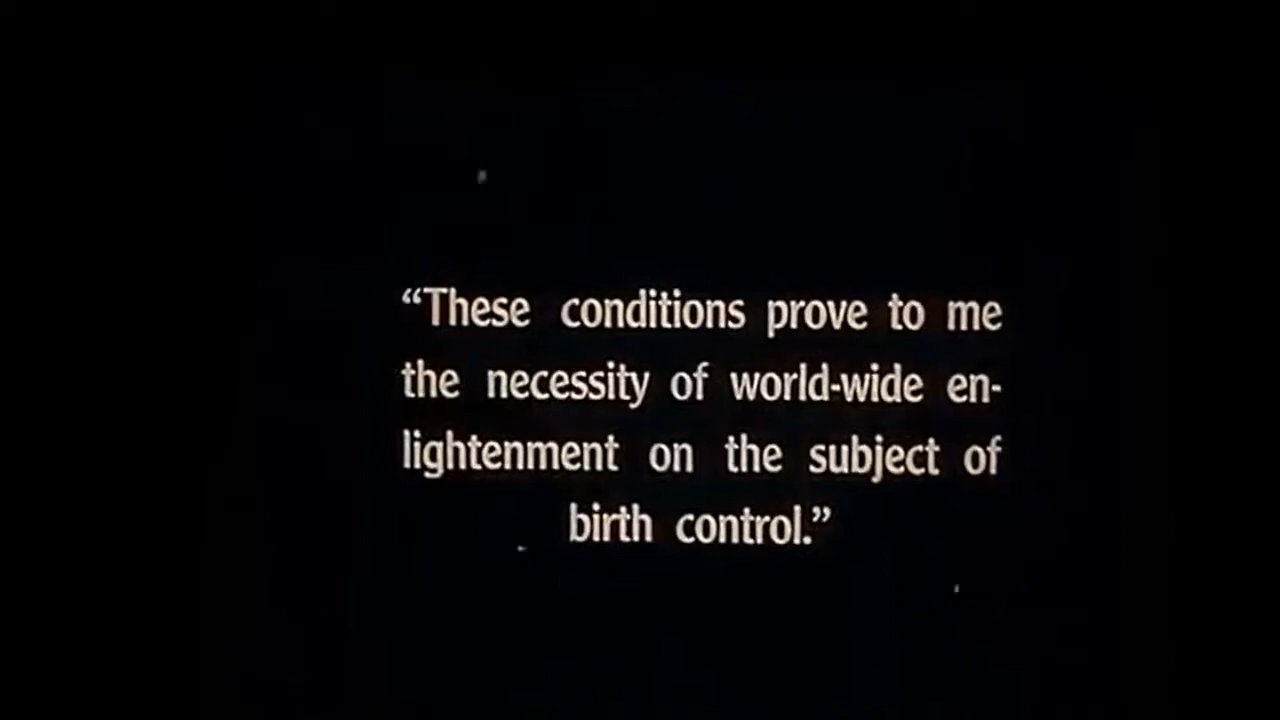 “These conditions prove to me
the necessity of world-wide en-
lightenment on the subject of
birth control.”